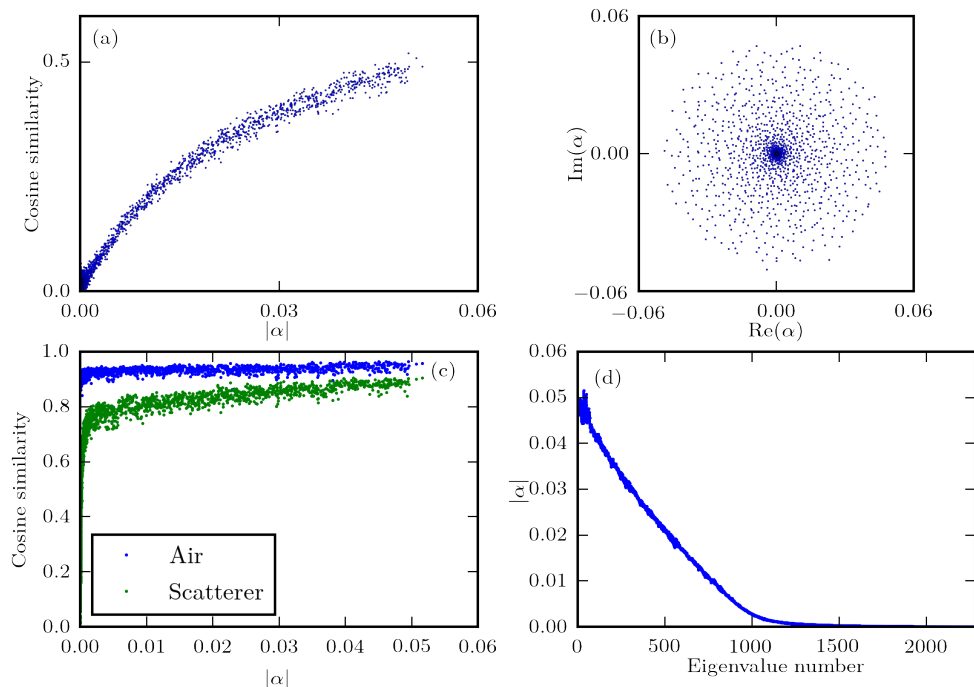 (a)
Cosine similarity
0.5
0.0
0.00
0.03
0.06
|α|
(b)
Im(α)
0.06
0.00
−0.06
−0.06
0.00
0.06
Re(α)
(c)
Cosine similarity
1.0
0.8
0.6
0.4
0.2
0.0
Air
Scatterer
0.00
0.01
0.02
0.03
0.04
0.05
0.06
|α|
(d)
|α|
0.06
0.05
0.04
0.03
0.02
0.01
0.00
0
500
1000
1500
2000
Eigenvalue number